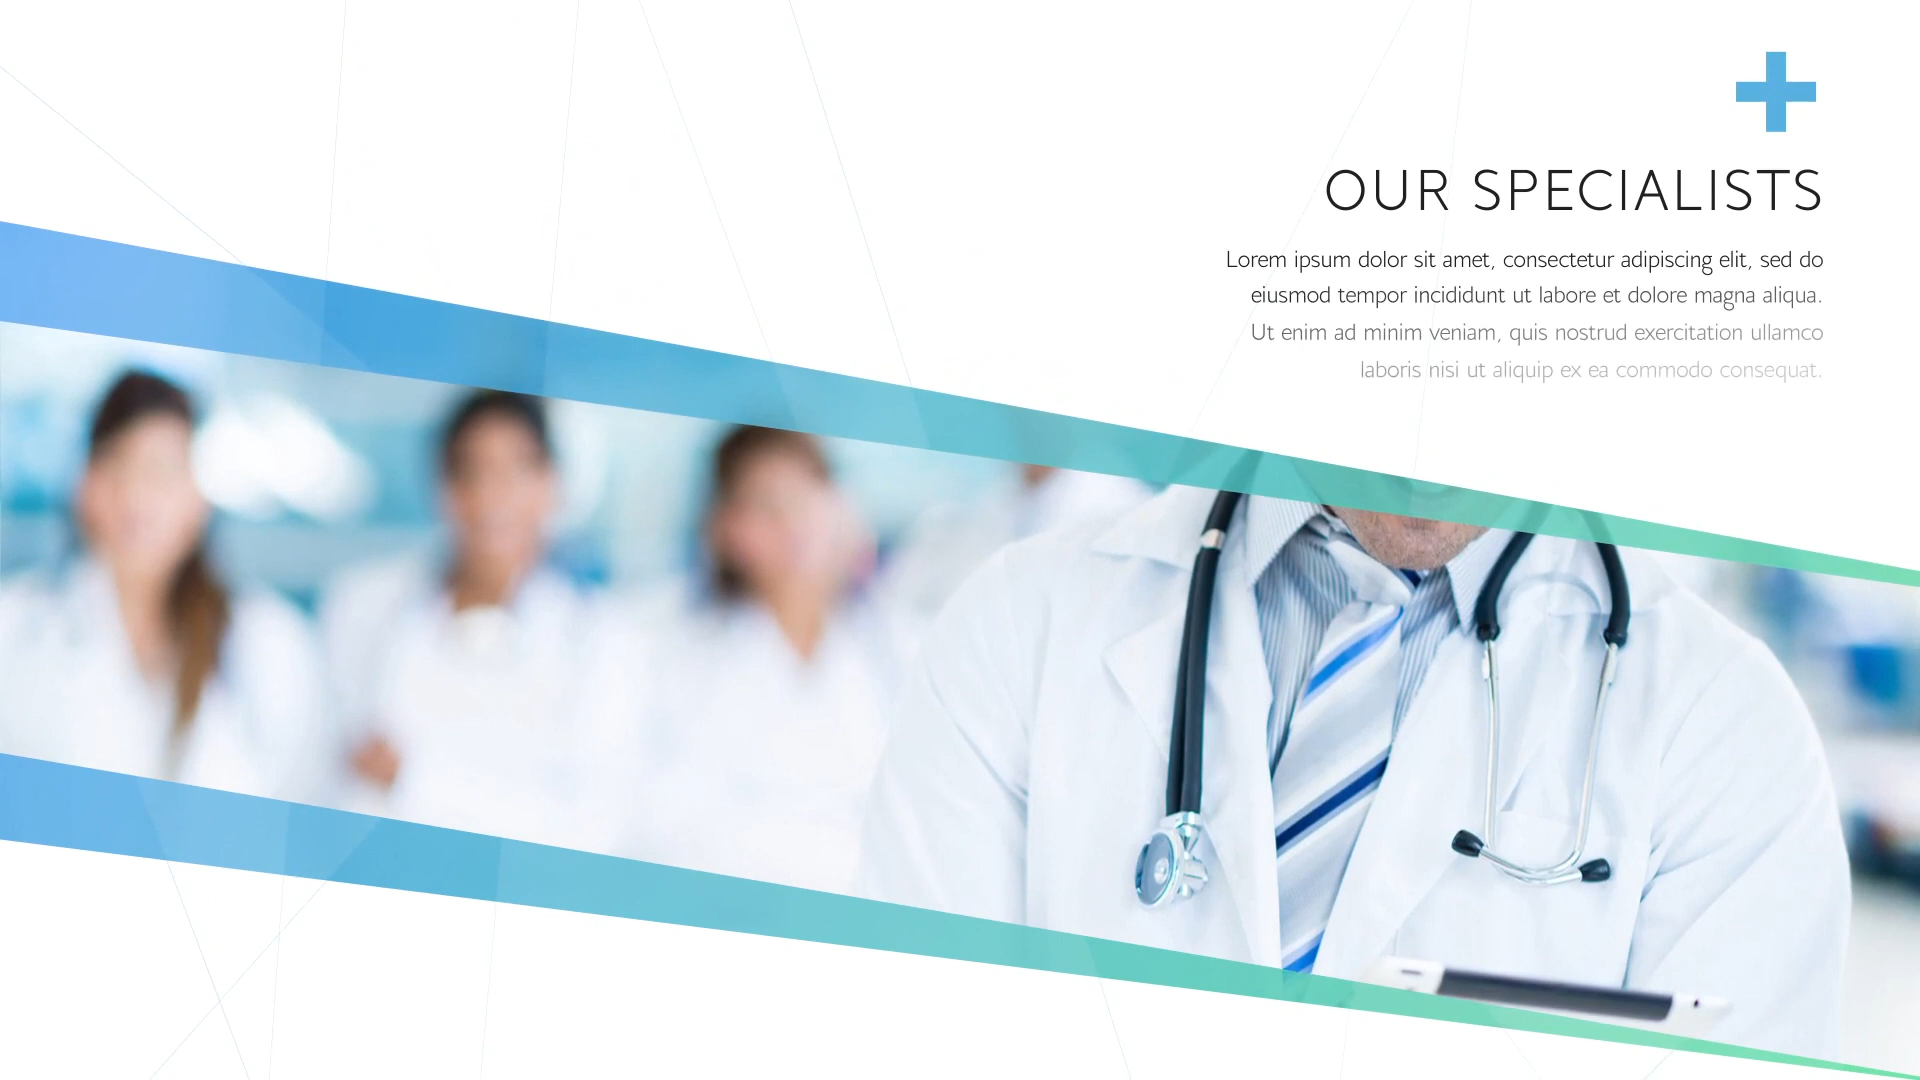 OUR SPECIALISTS
Lorem ipsum dolor sit amet, consectetur adipiscing elit, sed do
eiusmod tempor incididunt ut labore et dolore magna aliqua.
Ut enim ad minim veniam, quis nostrud exercitation ullamco
laboris nisi ut aliquip ex ea commodo consequat.